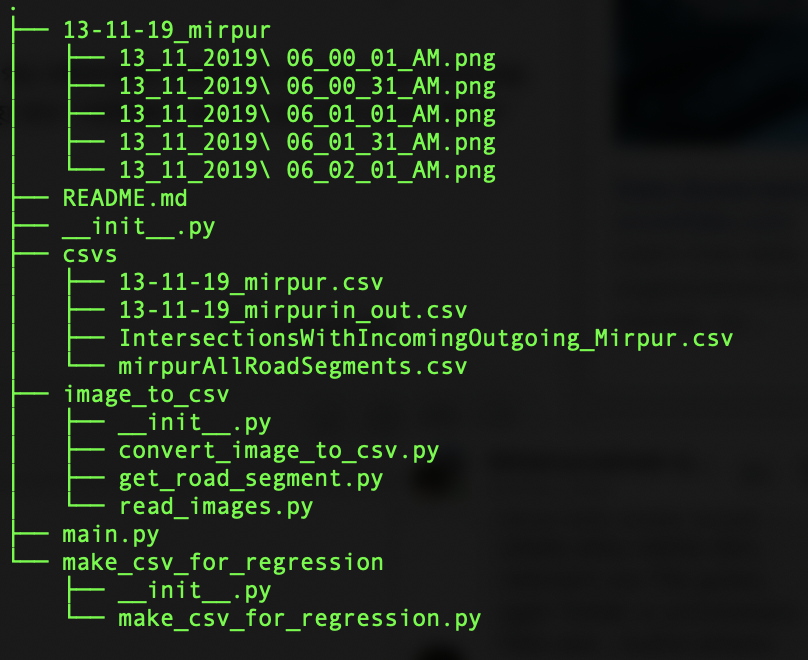 .
├── 13-11-19_mirpur
│   ├── 13_11_2019\ 06_00_01_AM.png
│   ├── 13_11_2019\ 06_00_31_AM.png
│   ├── 13_11_2019\ 06_01_01_AM.png
│   ├── 13_11_2019\ 06_01_31_AM.png
│   └── 13_11_2019\ 06_02_01_AM.png
├── README.md
├── __init__.py
├── csvs
│   ├── 13-11-19_mirpur.csv
│   ├── 13-11-19_mirpurin_out.csv
│   ├── IntersectionsWithIncomingOutgoing_Mirpur.csv
│   └── mirpurAllRoadSegments.csv
├── image_to_csv
│   ├── __init__.py
│   ├── convert_image_to_csv.py
│   ├── get_road_segment.py
│   └── read_images.py
├── main.py
└── make_csv_for_regression
    ├── __init__.py
    └── make_csv_for_regression.py